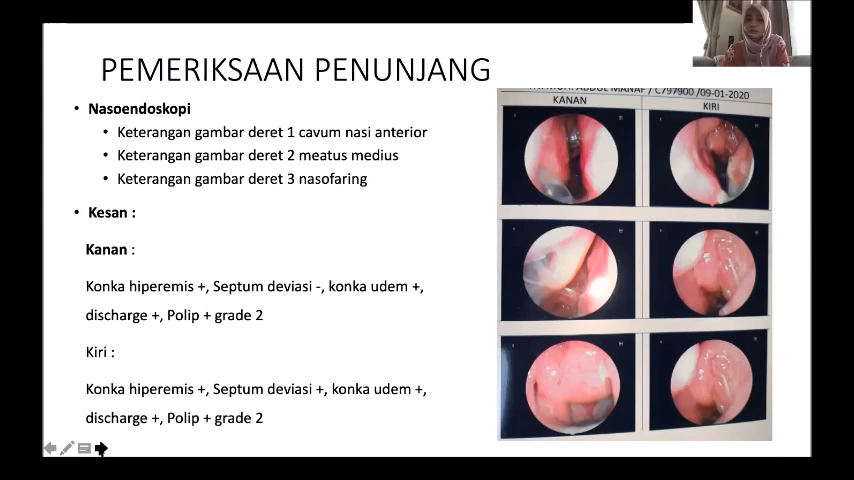 PEMERIKSAAN PENUNJANG
• Nasoendoskopi
• Keterangan gambar deret 1 cavum nasi anterior
• Keterangan gambar deret 2 meatus medius
• Keterangan gambar deret 3 nasofaring
• Kesan :
Kanan :
Konka hiperemis +, Septum deviasi -, konka udem +,
discharge +, Polip + grade 2
Kiri :
Konka hiperemis +, Septum deviasi +, konka udem +,
discharge +, Polip + grade 2
ABDUL MANAF / C797900 /09-01-2020
KANAN
KIRI